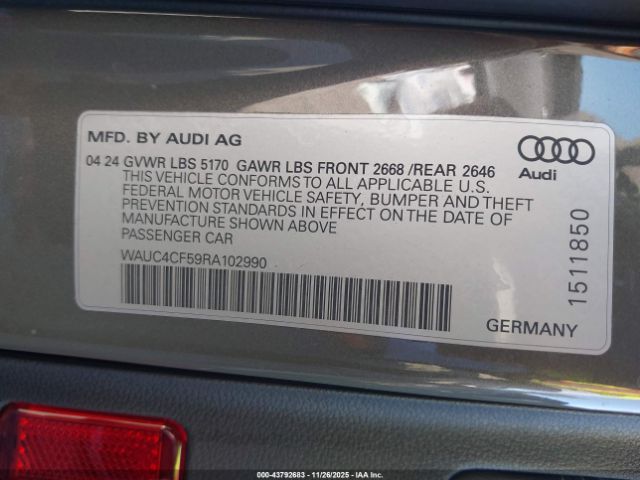 MFD. BY AUDI AG
04 24 GVWR LBS 5170 GAWR LBS FRONT 2668 /REAR 2646
THIS VEHICLE CONFORMS TO ALL APPLICABLE U.S.
FEDERAL MOTOR VEHICLE SAFETY, BUMPER AND THEFT
PREVENTION STANDARDS IN EFFECT ON THE DATE OF
MANUFACTURE SHOWN ABOVE
PASSENGER CAR
WAUC4CF59RA102990
Audi
1511850
GERMANY
000-43792683 - 11/26/2025 - IAA Inc.